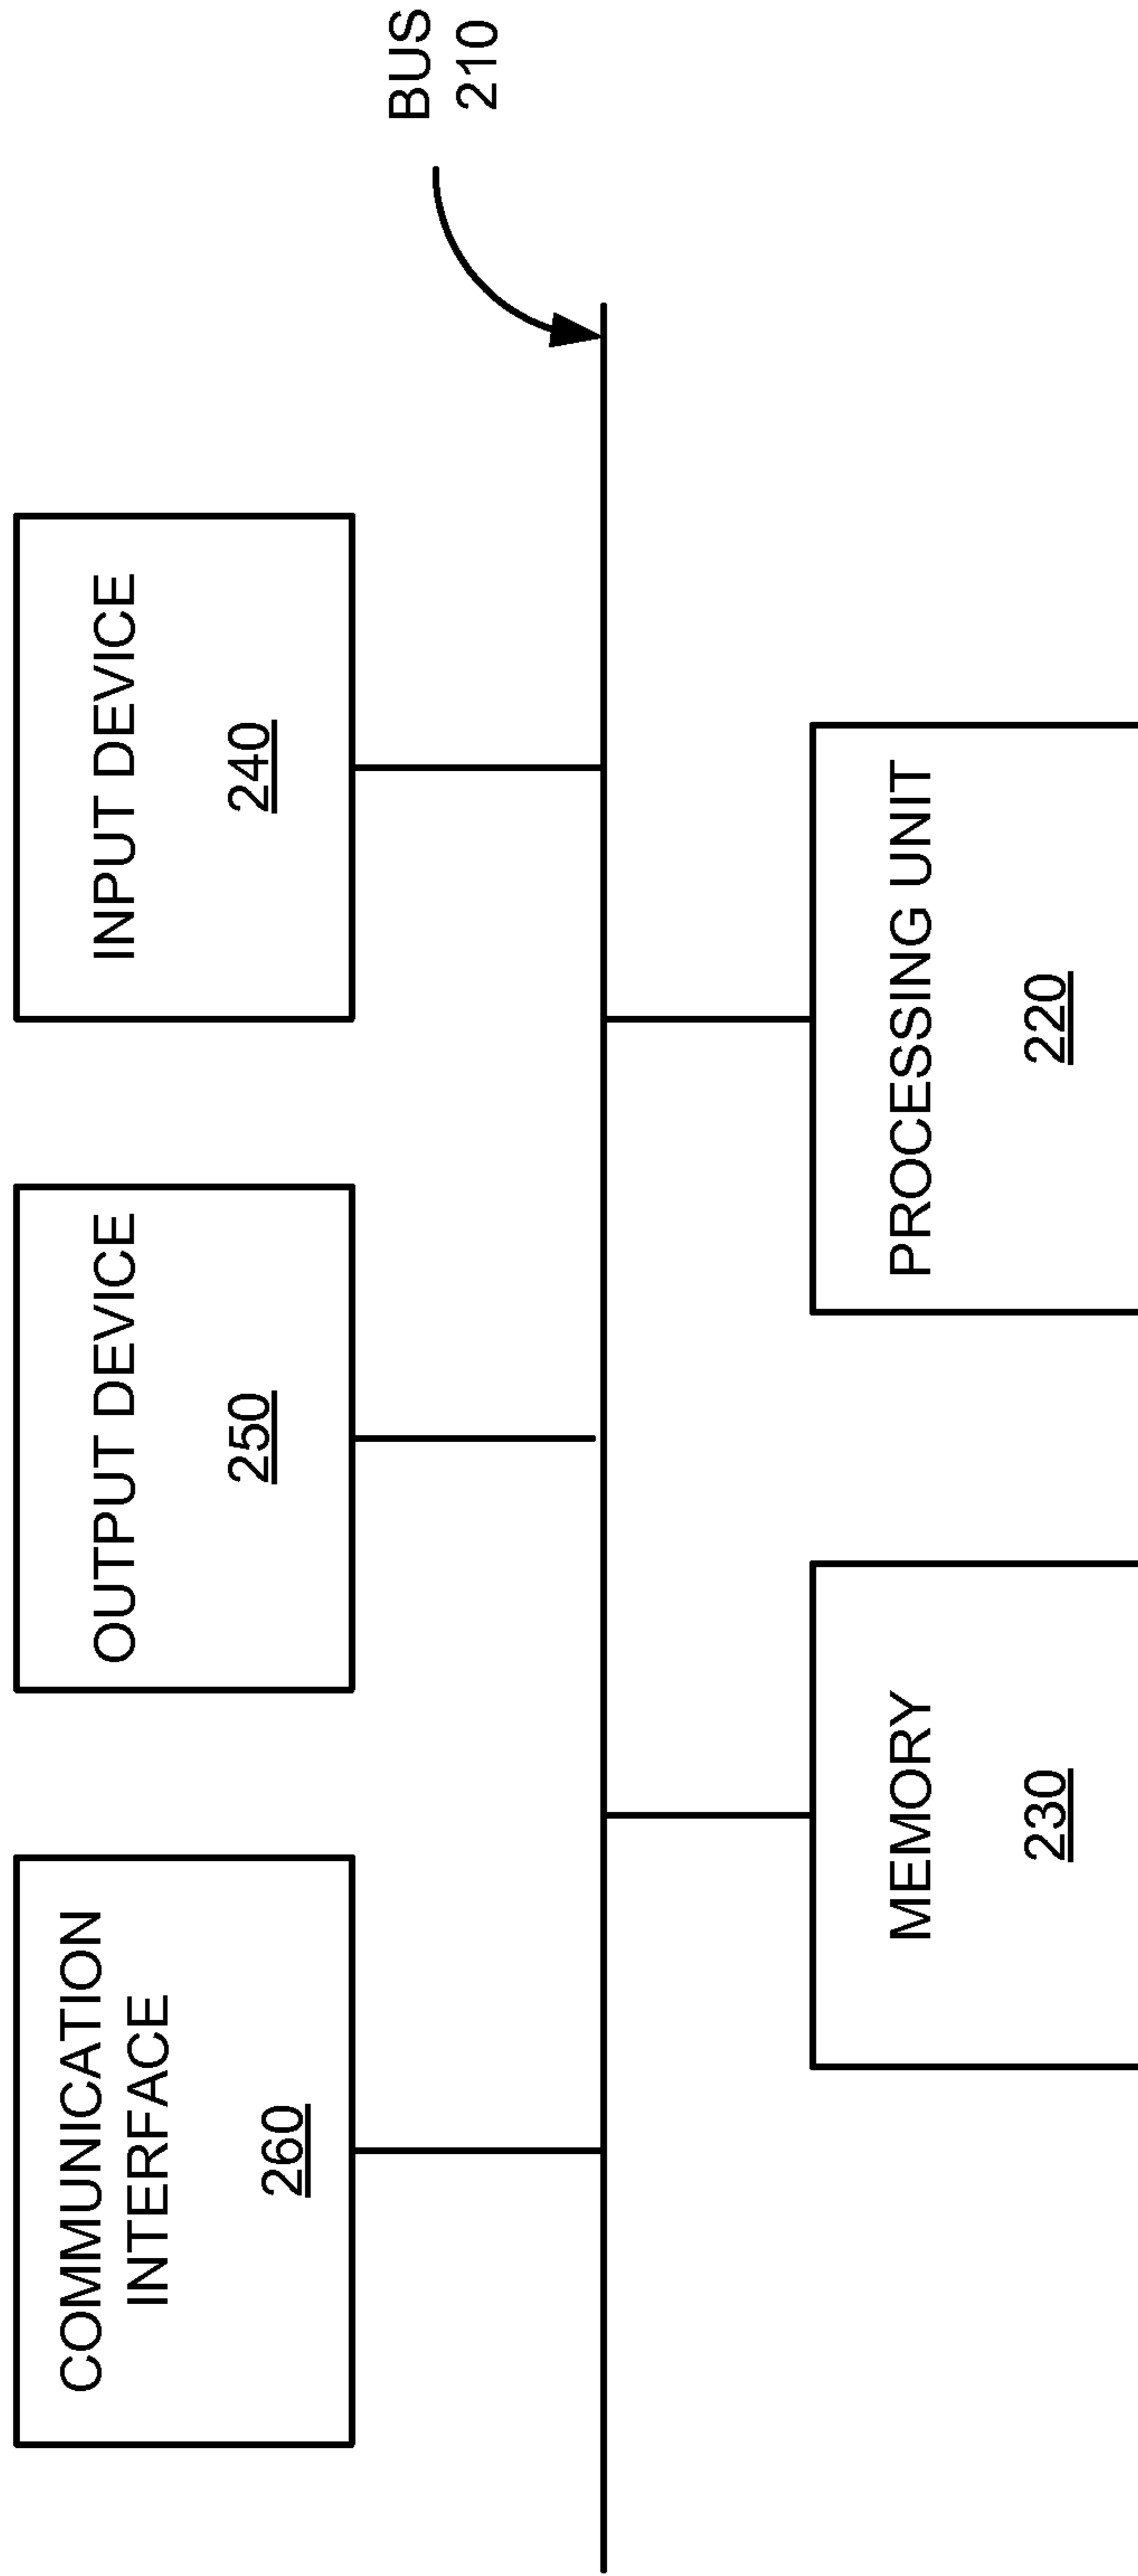 BUS
210
INPUT DEVICE
240
OUTPUT DEVICE
250
COMMUNICATION
INTERFACE
260
PROCESSING UNIT
220
MEMORY
230